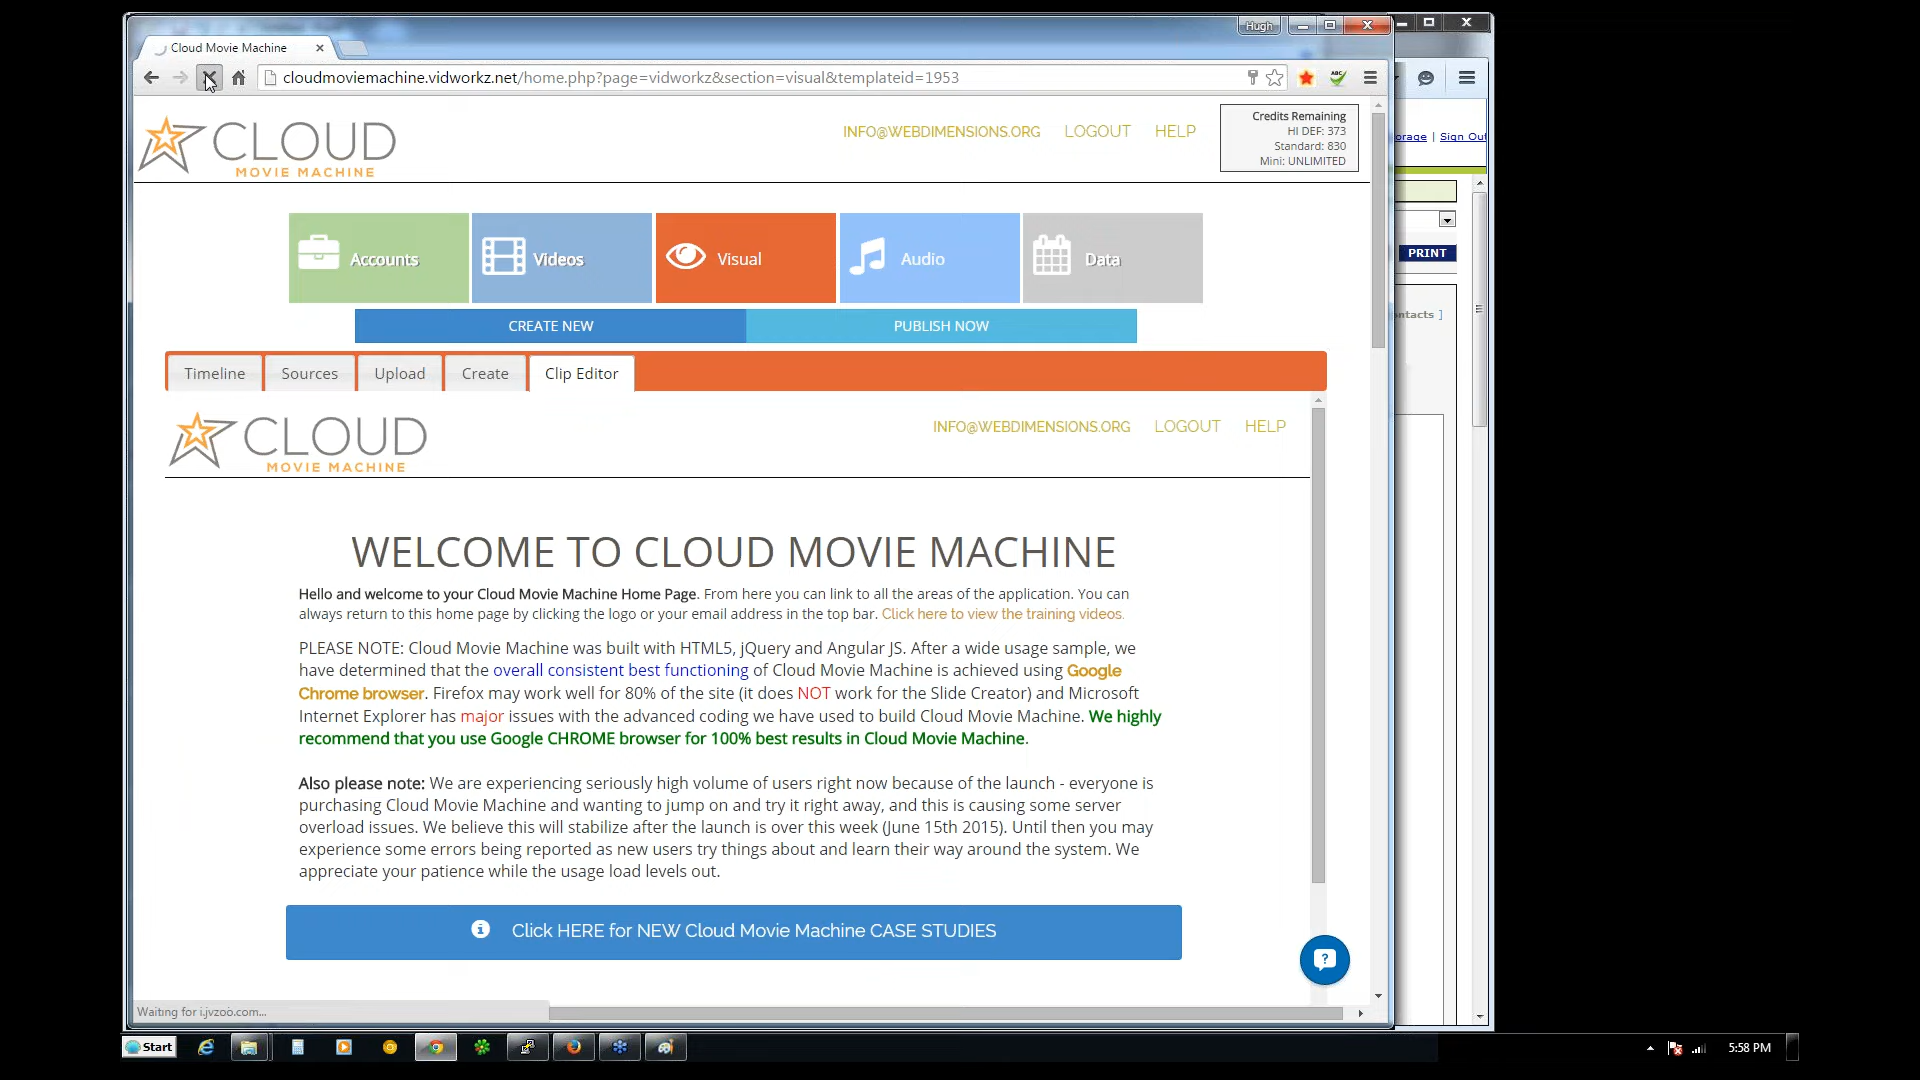 Hugh
Cloud Movie Machine
cloudmoviemachine.vidworkz.net/home.php?page=vidworkz&section=visual&templateid=1953
ABC
CLOUD
MOVIE MACHINE
INFO@WEBDIMENSIONS.ORG LOGOUT HELP
Credits Remaining
HI DEF: 373
Standard: 830
Mini: UNLIMITED
orage | Sign Out
PRINT
ontacts ]
Accounts Videos Visual Audio Data
CREATE NEW PUBLISH NOW
Timeline Sources Upload Create Clip Editor
CLOUD
MOVIE MACHINE
INFO@WEBDIMENSIONS.ORG LOGOUT HELP
WELCOME TO CLOUD MOVIE MACHINE
Hello and welcome to your Cloud Movie Machine Home Page. From here you can link to all the areas of the application. You can
always return to this home page by clicking the logo or your email address in the top bar. Click here to view the training videos.
PLEASE NOTE: Cloud Movie Machine was built with HTML5, jQuery and Angular JS. After a wide usage sample, we
have determined that the overall consistent best functioning of Cloud Movie Machine is achieved using Google
Chrome browser. Firefox may work well for 80% of the site (it does NOT work for the Slide Creator) and Microsoft
Internet Explorer has major issues with the advanced coding we have used to build Cloud Movie Machine. We highly
recommend that you use Google CHROME browser for 100% best results in Cloud Movie Machine.
Also please note: We are experiencing seriously high volume of users right now because of the launch - everyone is
purchasing Cloud Movie Machine and wanting to jump on and try it right away, and this is causing some server
overload issues. We believe this will stabilize after the launch is over this week (June 15th 2015). Until then you may
experience some errors being reported as new users try things about and learn their way around the system. We
appreciate your patience while the usage load levels out.
Click HERE for NEW Cloud Movie Machine CASE STUDIES
Waiting for i.jvzoo.com...
Start
5:58 PM